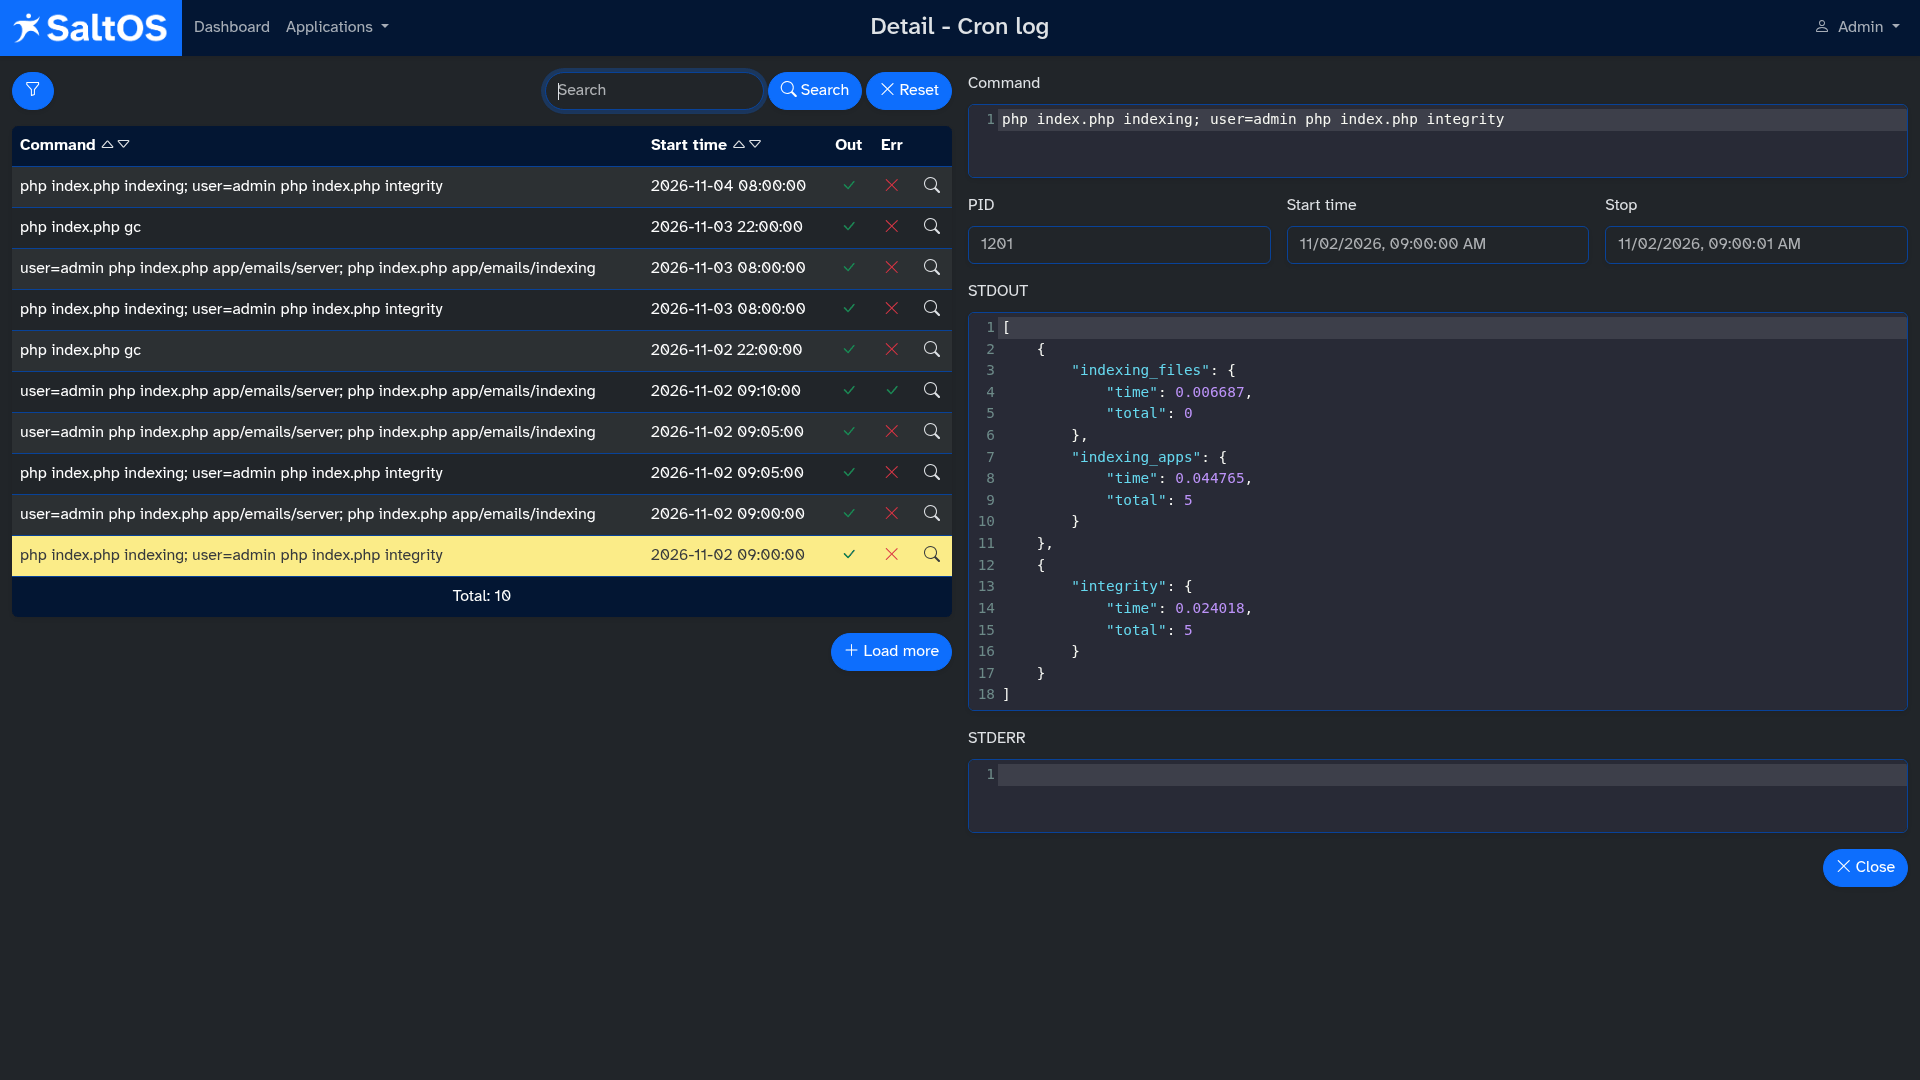 SaltOS Dashboard Applications Detail - Cron log Admin
Search Search Reset
Command Start time Out Err
php index.php indexing; user=admin php index.php integrity 2026-11-04 08:00:00
php index.php gc 2026-11-03 22:00:00
user=admin php index.php app/emails/server; php index.php app/emails/indexing 2026-11-03 08:00:00
php index.php indexing; user=admin php index.php integrity 2026-11-03 08:00:00
php index.php gc 2026-11-02 22:00:00
user=admin php index.php app/emails/server; php index.php app/emails/indexing 2026-11-02 09:10:00
user=admin php index.php app/emails/server; php index.php app/emails/indexing 2026-11-02 09:05:00
php index.php indexing; user=admin php index.php integrity 2026-11-02 09:05:00
user=admin php index.php app/emails/server; php index.php app/emails/indexing 2026-11-02 09:00:00
php index.php indexing; user=admin php index.php integrity 2026-11-02 09:00:00
Total: 10
Load more
Command
1 php index.php indexing; user=admin php index.php integrity
PID Start time Stop
1201 11/02/2026, 09:00:00 AM 11/02/2026, 09:00:01 AM
STDOUT
1 [
2 {
3 "indexing_files": {
4 "time": 0.006687,
5 "total": 0
6 },
7 "indexing_apps": {
8 "time": 0.044765,
9 "total": 5
10 }
11 },
12 {
13 "integrity": {
14 "time": 0.024018,
15 "total": 5
16 }
17 }
18 ]
STDERR
1
Close